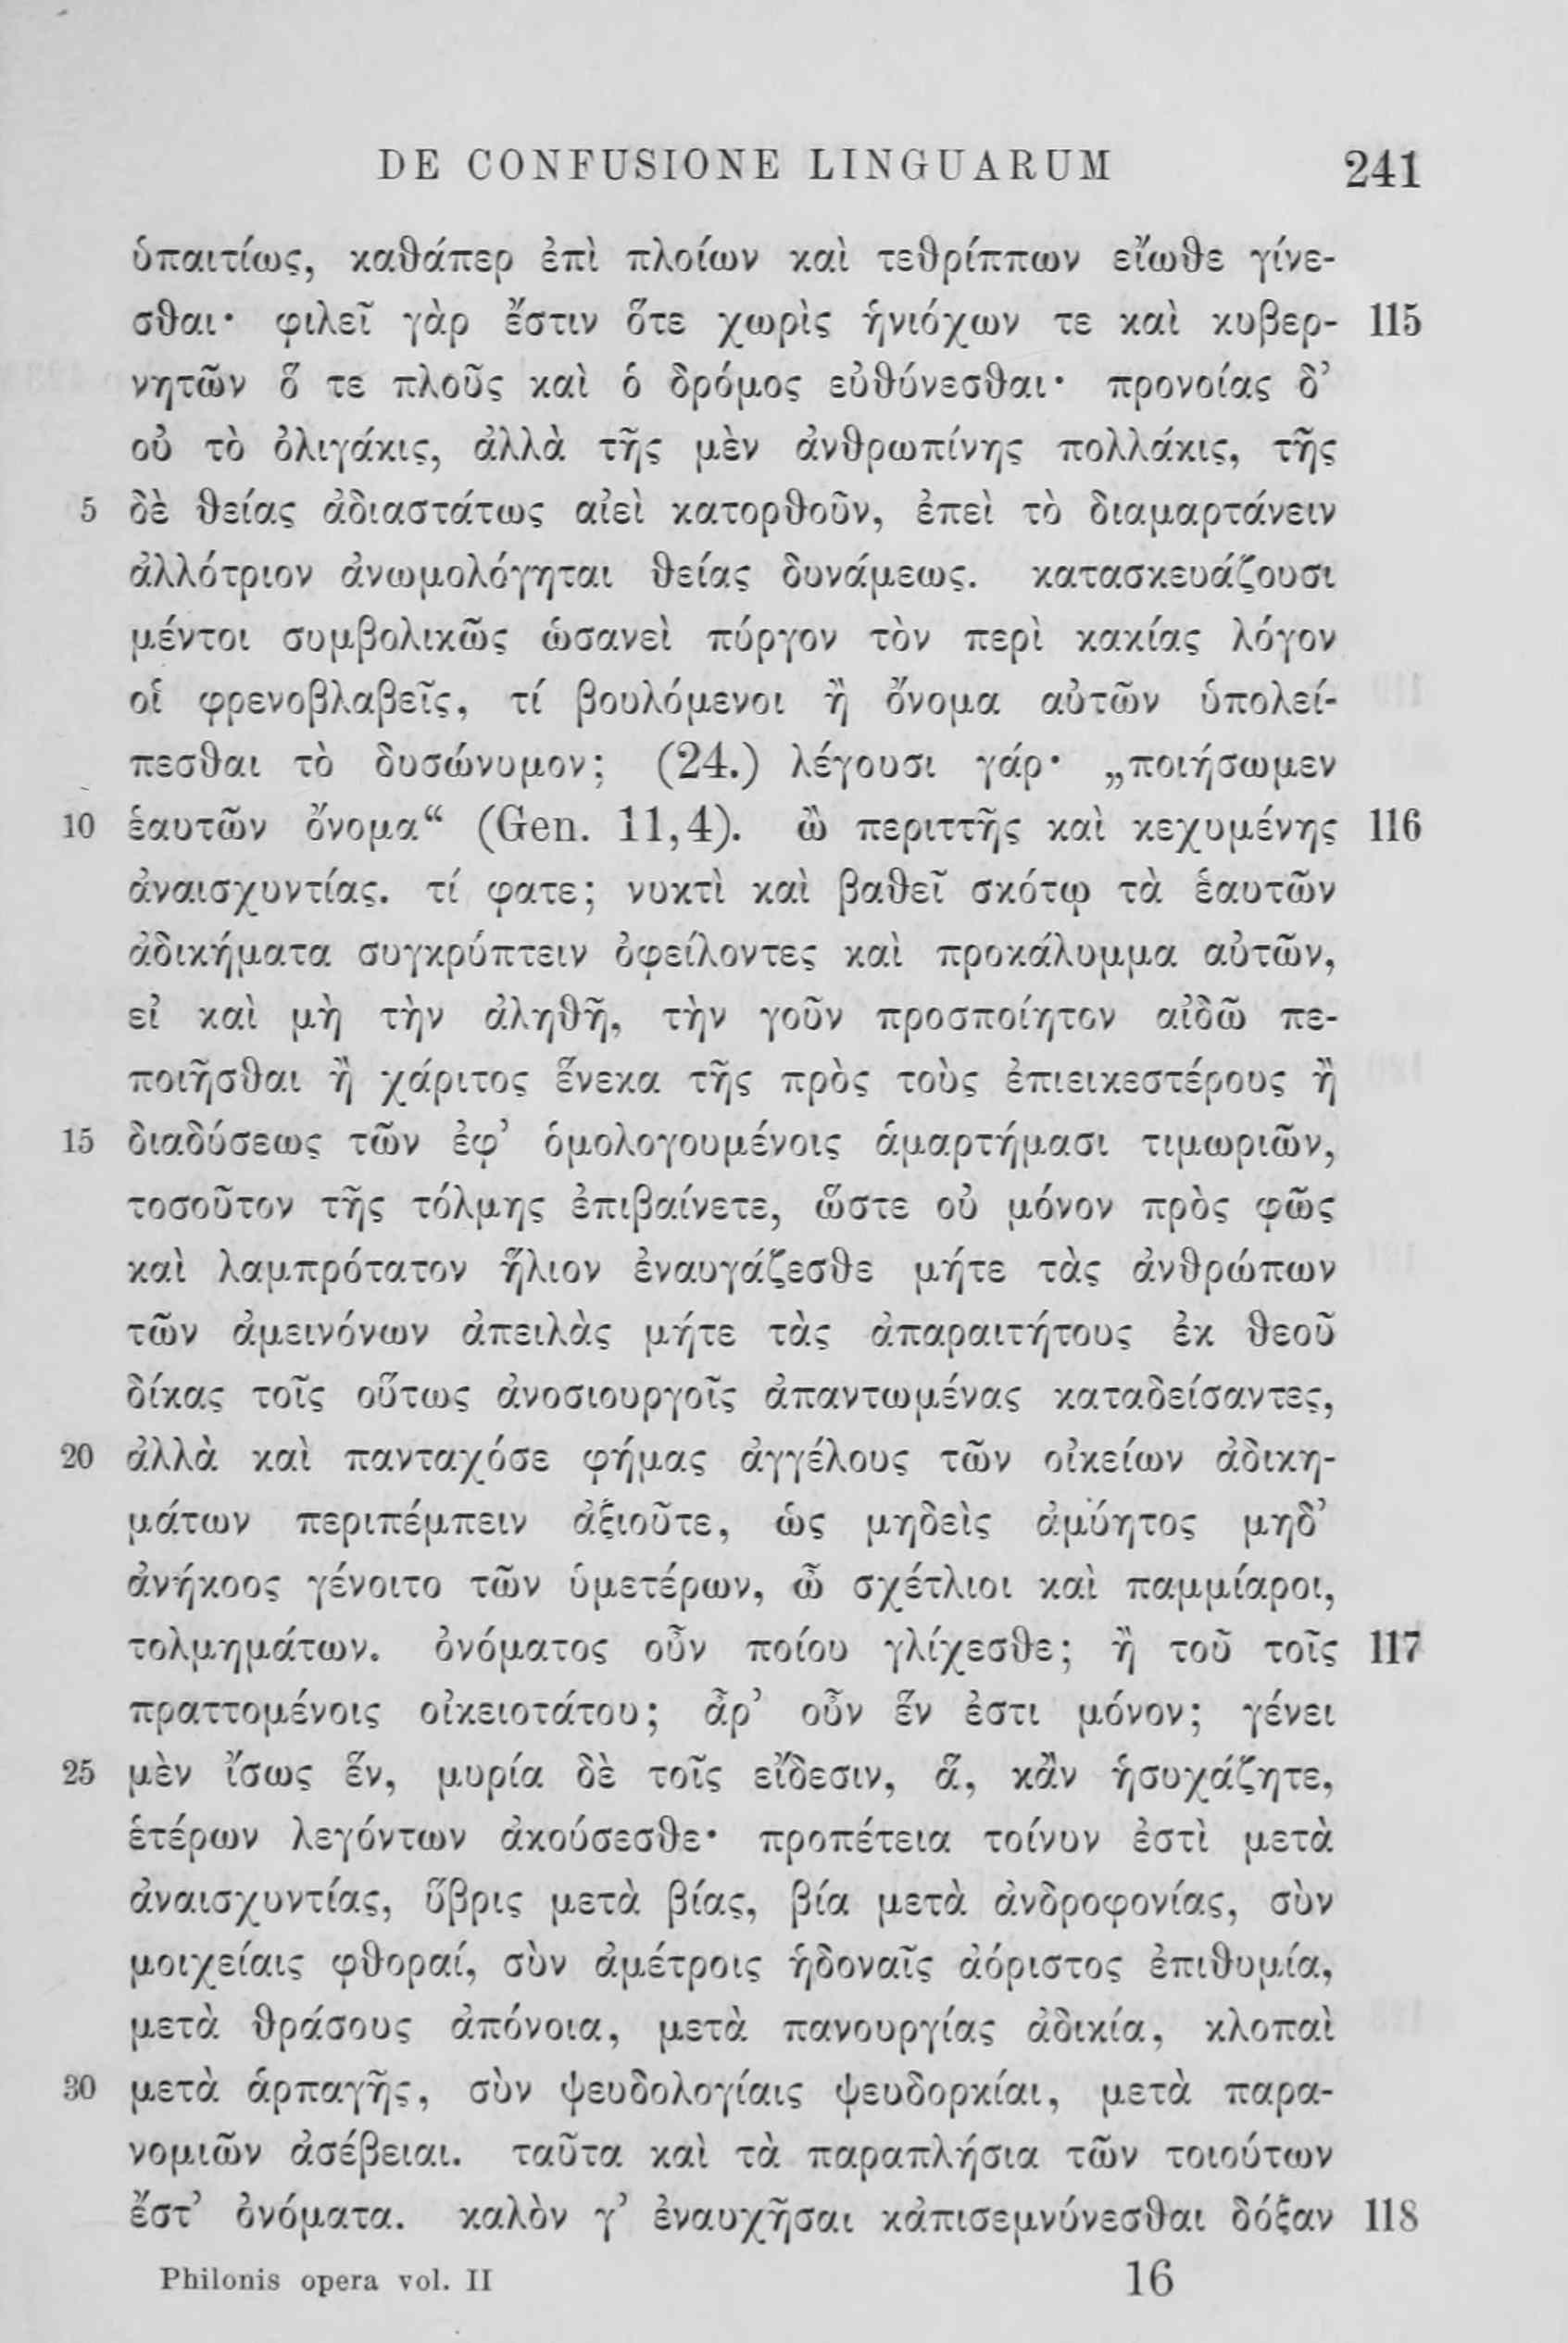 DE CONFUSIONE LINGUARUM 241
ὑπαιτίως, καθάπερ ἐπὶ πλοίων καὶ τεθρίππων εἴωθε γίνε-
σθαι· φιλεῖ γὰρ ἔστιν ὅτε χωρὶς ἡνιόχων τε καὶ κυβερ- 115
νητῶν ὅ τε πλοῦς καὶ ὁ δρόμος εὐθύνεσθαι· προνοίας δ’
οὐ τὸ ὀλιγάκις, ἀλλὰ τῆς μὲν ἀνθρωπίνης πολλάκις, τῆς
5 δὲ θείας ἀδιαστάτως αἰεὶ κατορθοῦν, ἐπεὶ τὸ διαμαρτάνειν
ἀλλότριον ἀνωμολόγηται θείας δυνάμεως. κατασκευάζουσι
μέντοι συμβολικῶς ὡσανεὶ πύργον τὸν περὶ κακίας λόγον
οἱ φρενοβλαβεῖς, τί βουλόμενοι ἢ ὄνομα αὐτῶν ὑπολεί-
πεσθαι τὸ δυσώνυμον; (24.) λέγουσι γάρ· „ποιήσωμεν
10 ἑαυτῶν ὄνομα“ (Gen. 11,4). ὢ περιττῆς καὶ κεχυμένης 116
ἀναισχυντίας. τί φατε; νυκτὶ καὶ βαθεῖ σκότῳ τὰ ἑαυτῶν
ἀδικήματα συγκρύπτειν ὀφείλοντες καὶ προκάλυμμα αὐτῶν,
εἰ καὶ μὴ τὴν ἀληθῆ, τὴν γοῦν προσποίητον αἰδῶ πε-
ποιῆσθαι ἢ χάριτος ἕνεκα τῆς πρὸς τοὺς ἐπιεικεστέρους ἢ
15 διαδύσεως τῶν ἐφ’ ὁμολογουμένοις ἁμαρτήμασι τιμωριῶν,
τοσοῦτον τῆς τόλμης ἐπιβαίνετε, ὥστε οὐ μόνον πρὸς φῶς
καὶ λαμπρότατον ἥλιον ἐναυγάζεσθε μήτε τὰς ἀνθρώπων
τῶν ἀμεινόνων ἀπειλὰς μήτε τὰς ἀπαραιτήτους ἐκ θεοῦ
δίκας τοῖς οὕτως ἀνοσιουργοῖς ἀπαντωμένας καταδείσαντες,
20 ἀλλὰ καὶ πανταχόσε φήμας ἀγγέλους τῶν οἰκείων ἀδικη-
μάτων περιπέμπειν ἀξιοῦτε, ὡς μηδεὶς ἀμύητος μηδ’
ἀνήκοος γένοιτο τῶν ὑμετέρων, ὦ σχέτλιοι καὶ παμμίαροι,
τολμημάτων. ὀνόματος οὖν ποίου γλίχεσθε; ἢ τοῦ τοῖς 117
πραττομένοις οἰκειοτάτου; ἆρ’ οὖν ἕν ἐστι μόνον; γένει
25 μὲν ἴσως ἕν, μυρία δὲ τοῖς εἴδεσιν, ἅ, κἂν ἡσυχάζητε,
ἑτέρων λεγόντων ἀκούσεσθε· προπέτεια τοίνυν ἐστὶ μετὰ
ἀναισχυντίας, ὕβρις μετὰ βίας, βία μετὰ ἀνδροφονίας, σὺν
μοιχείαις φθοραί, σὺν ἀμέτροις ἡδοναῖς ἀόριστος ἐπιθυμία,
μετὰ θράσους ἀπόνοια, μετὰ πανουργίας ἀδικία, κλοπαὶ
30 μετὰ ἁρπαγῆς, σὺν ψευδολογίαις ψευδορκίαι, μετὰ παρα-
νομιῶν ἀσέβειαι. ταῦτα καὶ τὰ παραπλήσια τῶν τοιούτων
ἔστ’ ὀνόματα. καλὸν γ’ ἐναυχῆσαι κἀπισεμνύνεσθαι δόξαν 118
Philonis opera vol. II 16